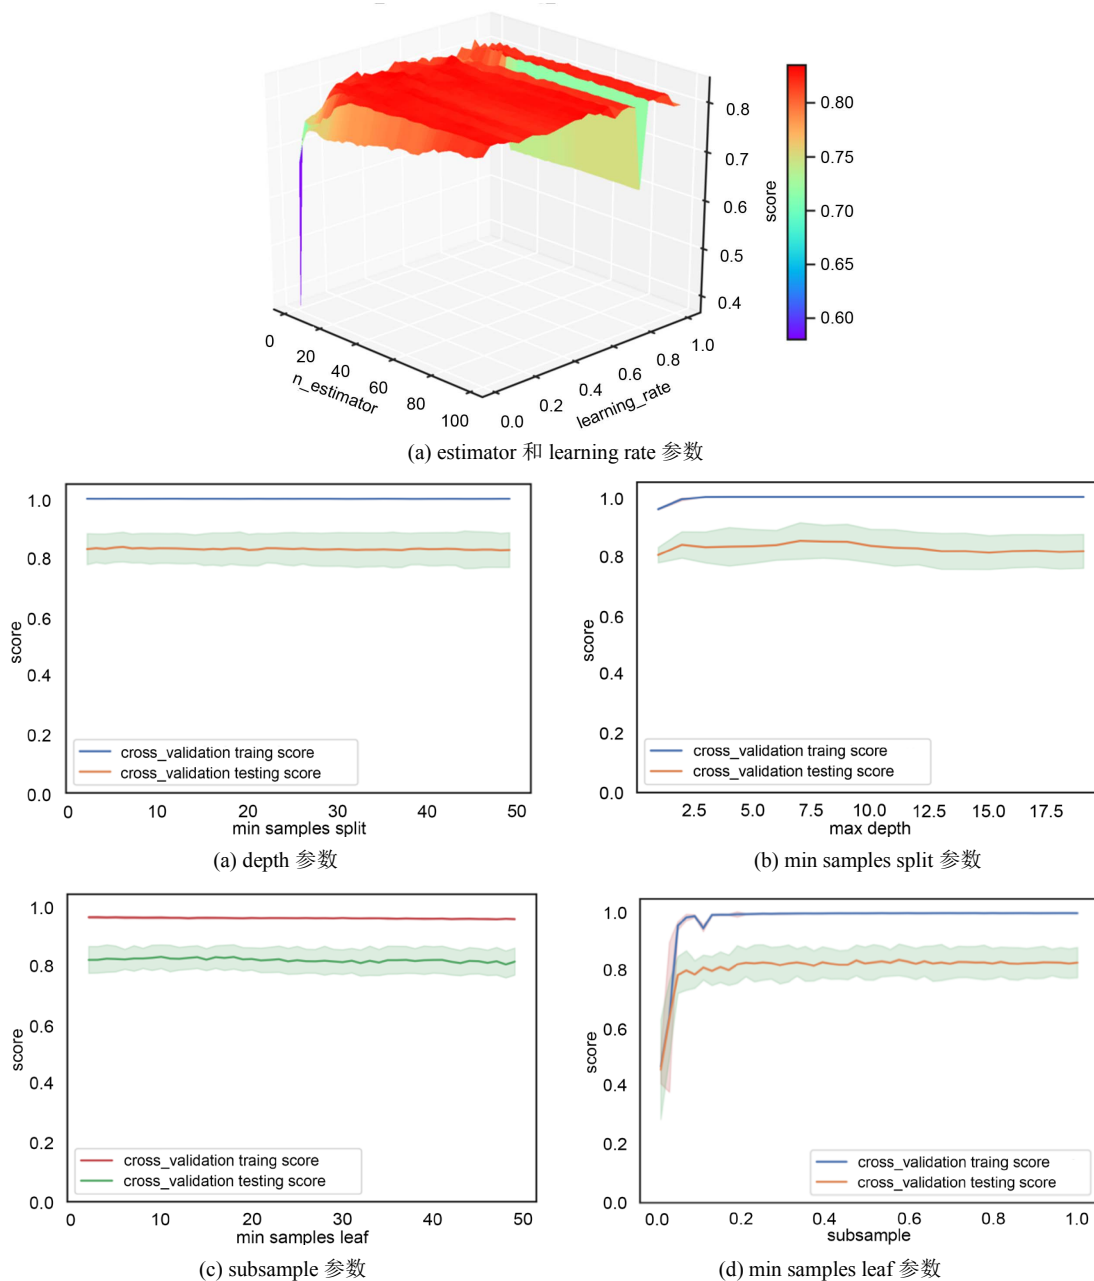 0.8
0.7
0.6
0.5
0.4
score
0.80
0.75
0.70
0.65
0.60
0
20
40
60
80
100
n_estimator
0.0
0.2
0.4
0.6
0.8
1.0
learning_rate
(a) estimator 和 learning rate 参数
1.0
0.8
0.6
0.4
0.2
0.0
score
cross_validation traing score
cross_validation testing score
0 10 20 30 40 50
min samples split
(a) depth 参数
1.0
0.8
0.6
0.4
0.2
0.0
score
cross_validation traing score
cross_validation testing score
2.5 5.0 7.5 10.0 12.5 15.0 17.5
max depth
(b) min samples split 参数
1.0
0.8
0.6
0.4
0.2
0.0
score
cross_validation traing score
cross_validation testing score
0 10 20 30 40 50
min samples leaf
(c) subsample 参数
1.0
0.8
0.6
0.4
0.2
0.0
score
cross_validation traing score
cross_validation testing score
0.0 0.2 0.4 0.6 0.8 1.0
subsample
(d) min samples leaf 参数